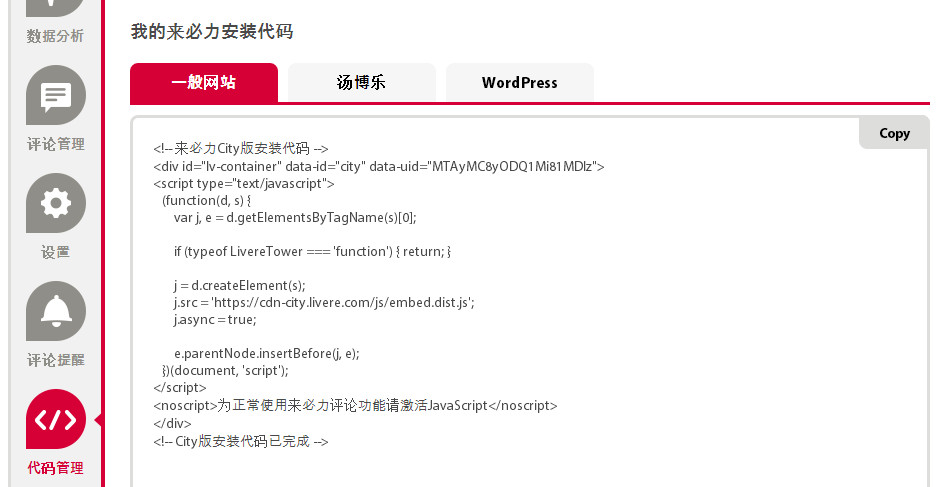 数据分析
评论管理
设置
评论提醒
代码管理
我的来必力安装代码
一般网站
汤博乐
WordPress
Copy
<!-- 来必力City版安装代码 -->
<div id="lv-container" data-id="city" data-uid="MTAyMC8yODQ1Mi81MDIz">
<script type="text/javascript">
(function(d, s) {
var j, e = d.getElementsByTagName(s)[0];
if (typeof LivereTower === 'function') { return; }
j = d.createElement(s);
j.src = 'https://cdn-city.livere.com/js/embed.dist.js';
j.async = true;
e.parentNode.insertBefore(j, e);
})(document, 'script');
</script>
<noscript>为正常使用来必力评论功能请激活JavaScript</noscript>
</div>
<!-- City版安装代码已完成 -->